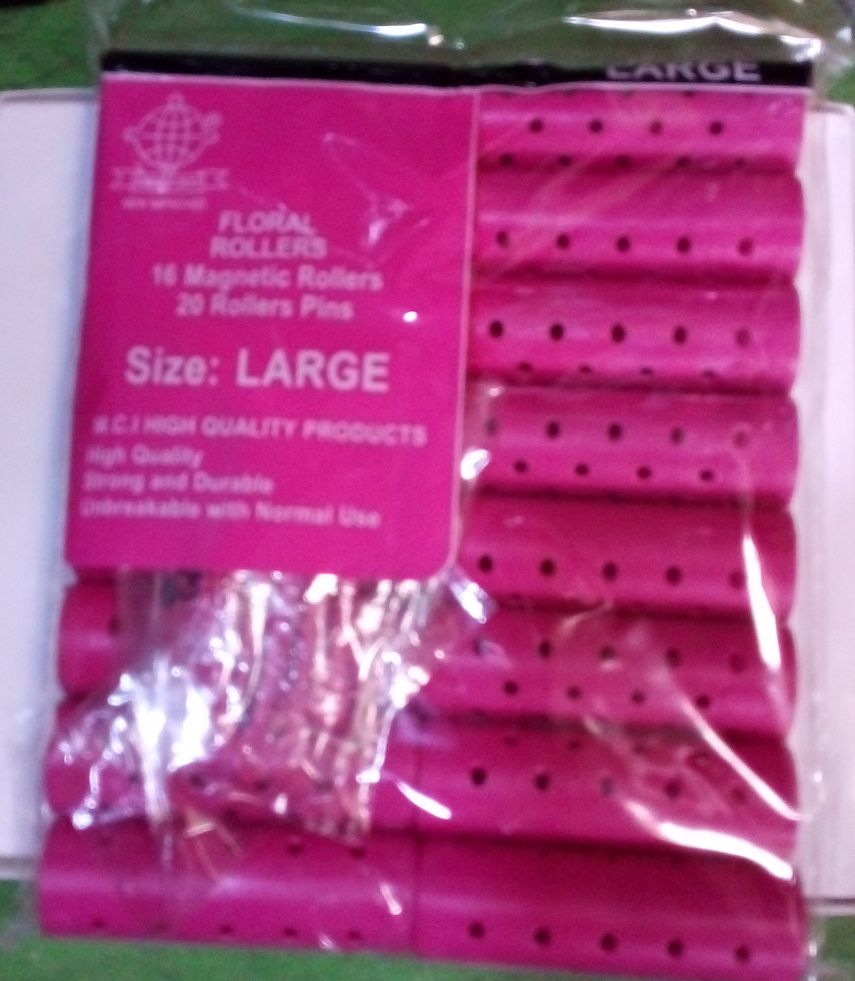 LARGE
FLORAL
ROLLERS
16 Magnetic Rollers
20 Rollers Pins
Size: LARGE
M.C.I HIGH QUALITY PRODUCTS
High Quality
Strong and Durable
Unbreakable with Normal Use